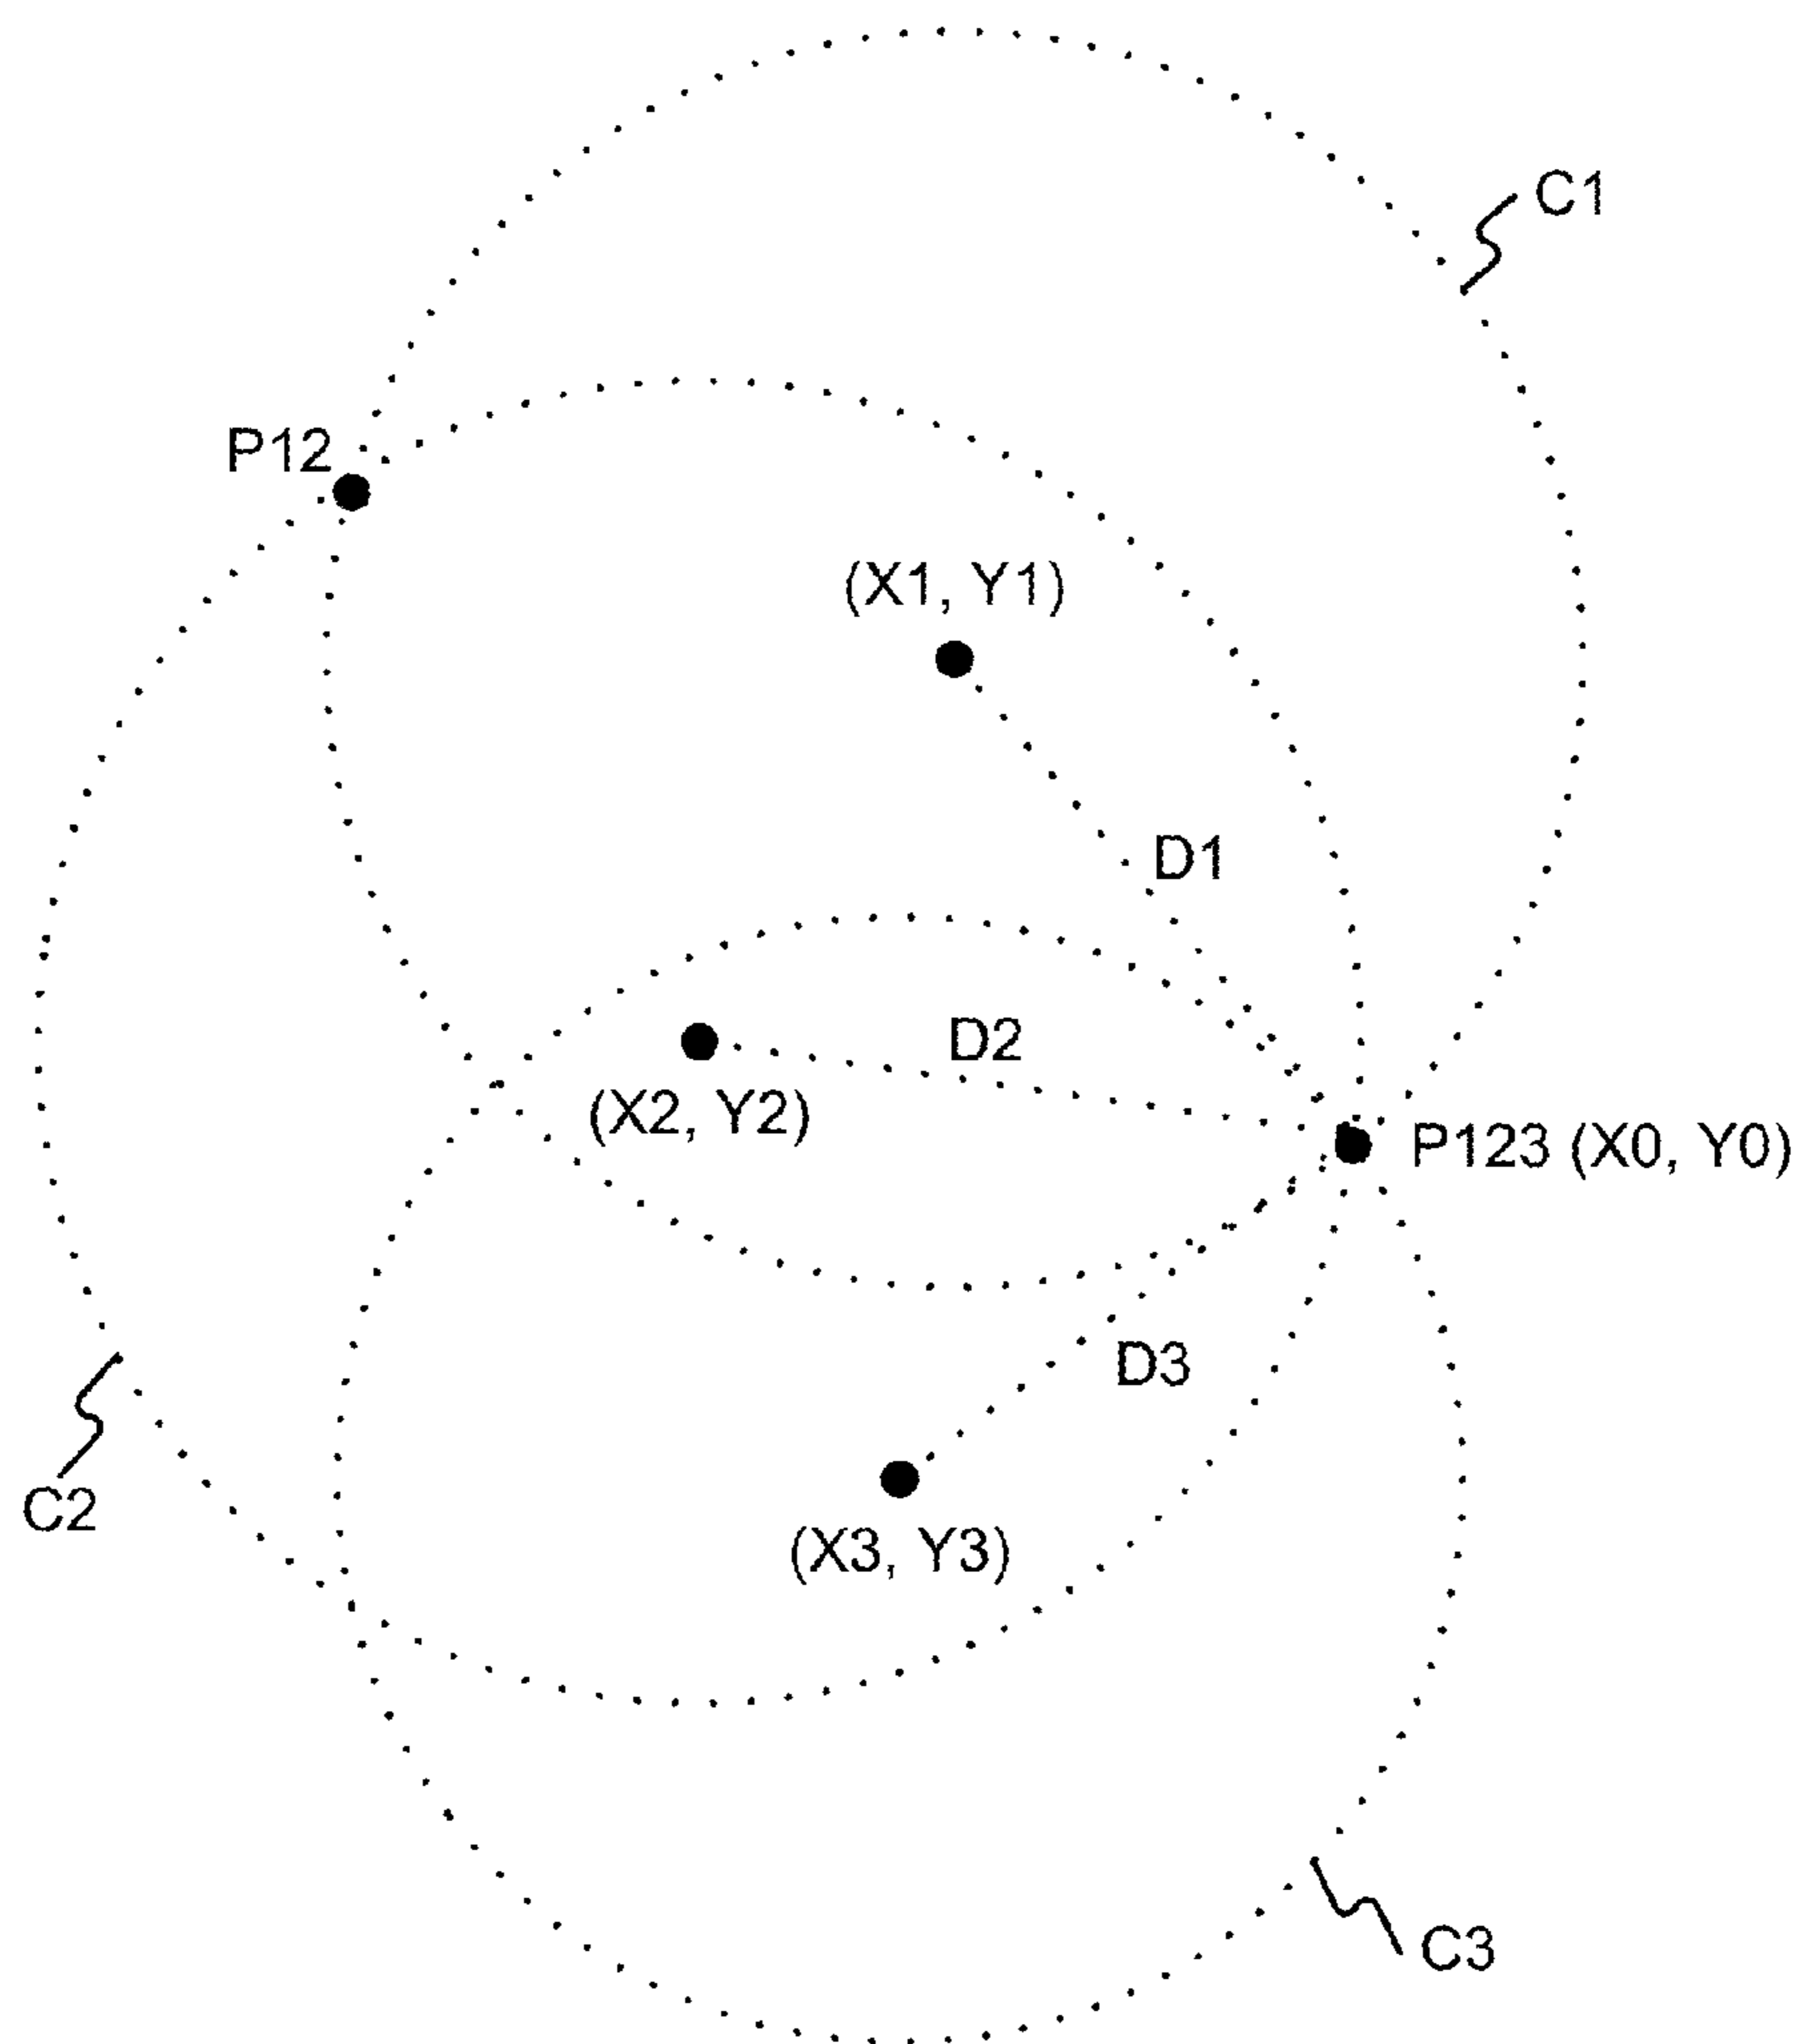 C1
P12
(X1, Y1)
D1
D2
(X2, Y2)
P123 (X0, Y0)
D3
C2
(X3, Y3)
C3